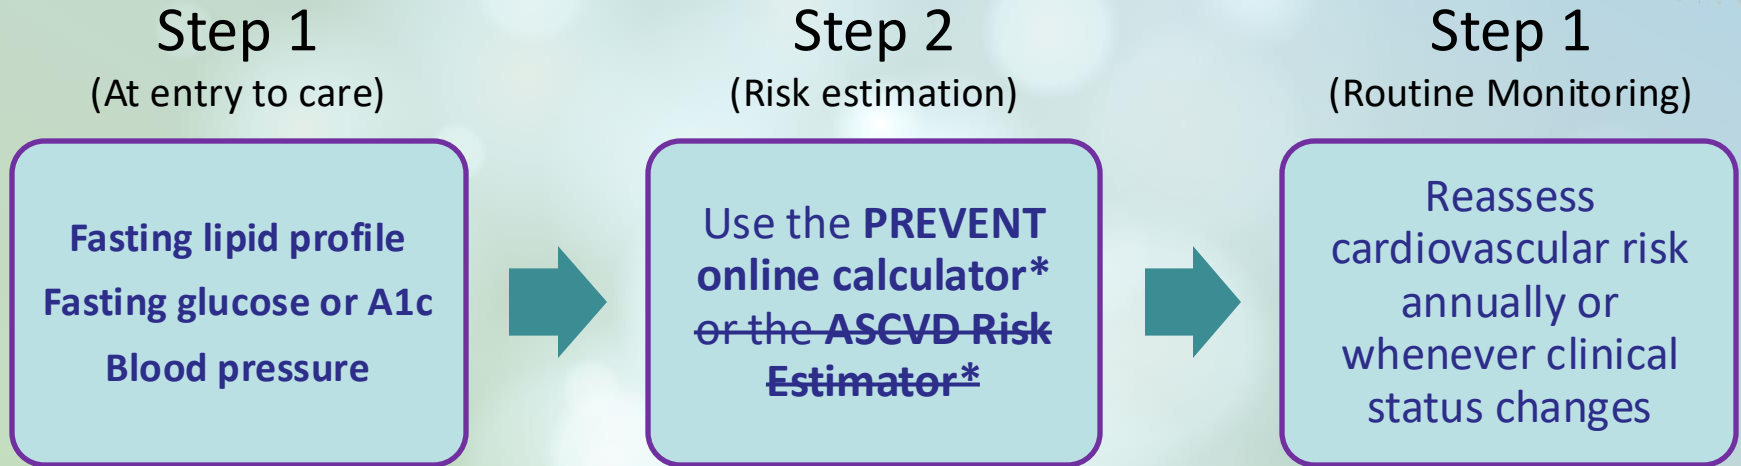 Step 1
(At entry to care)
Fasting lipid profile
Fasting glucose or A1c
Blood pressure
Step 2
(Risk estimation)
Use the PREVENT
online calculator*
or the ASCVD Risk
Estimator*
Step 1
(Routine Monitoring)
Reassess
cardiovascular risk
annually or
whenever clinical
status changes